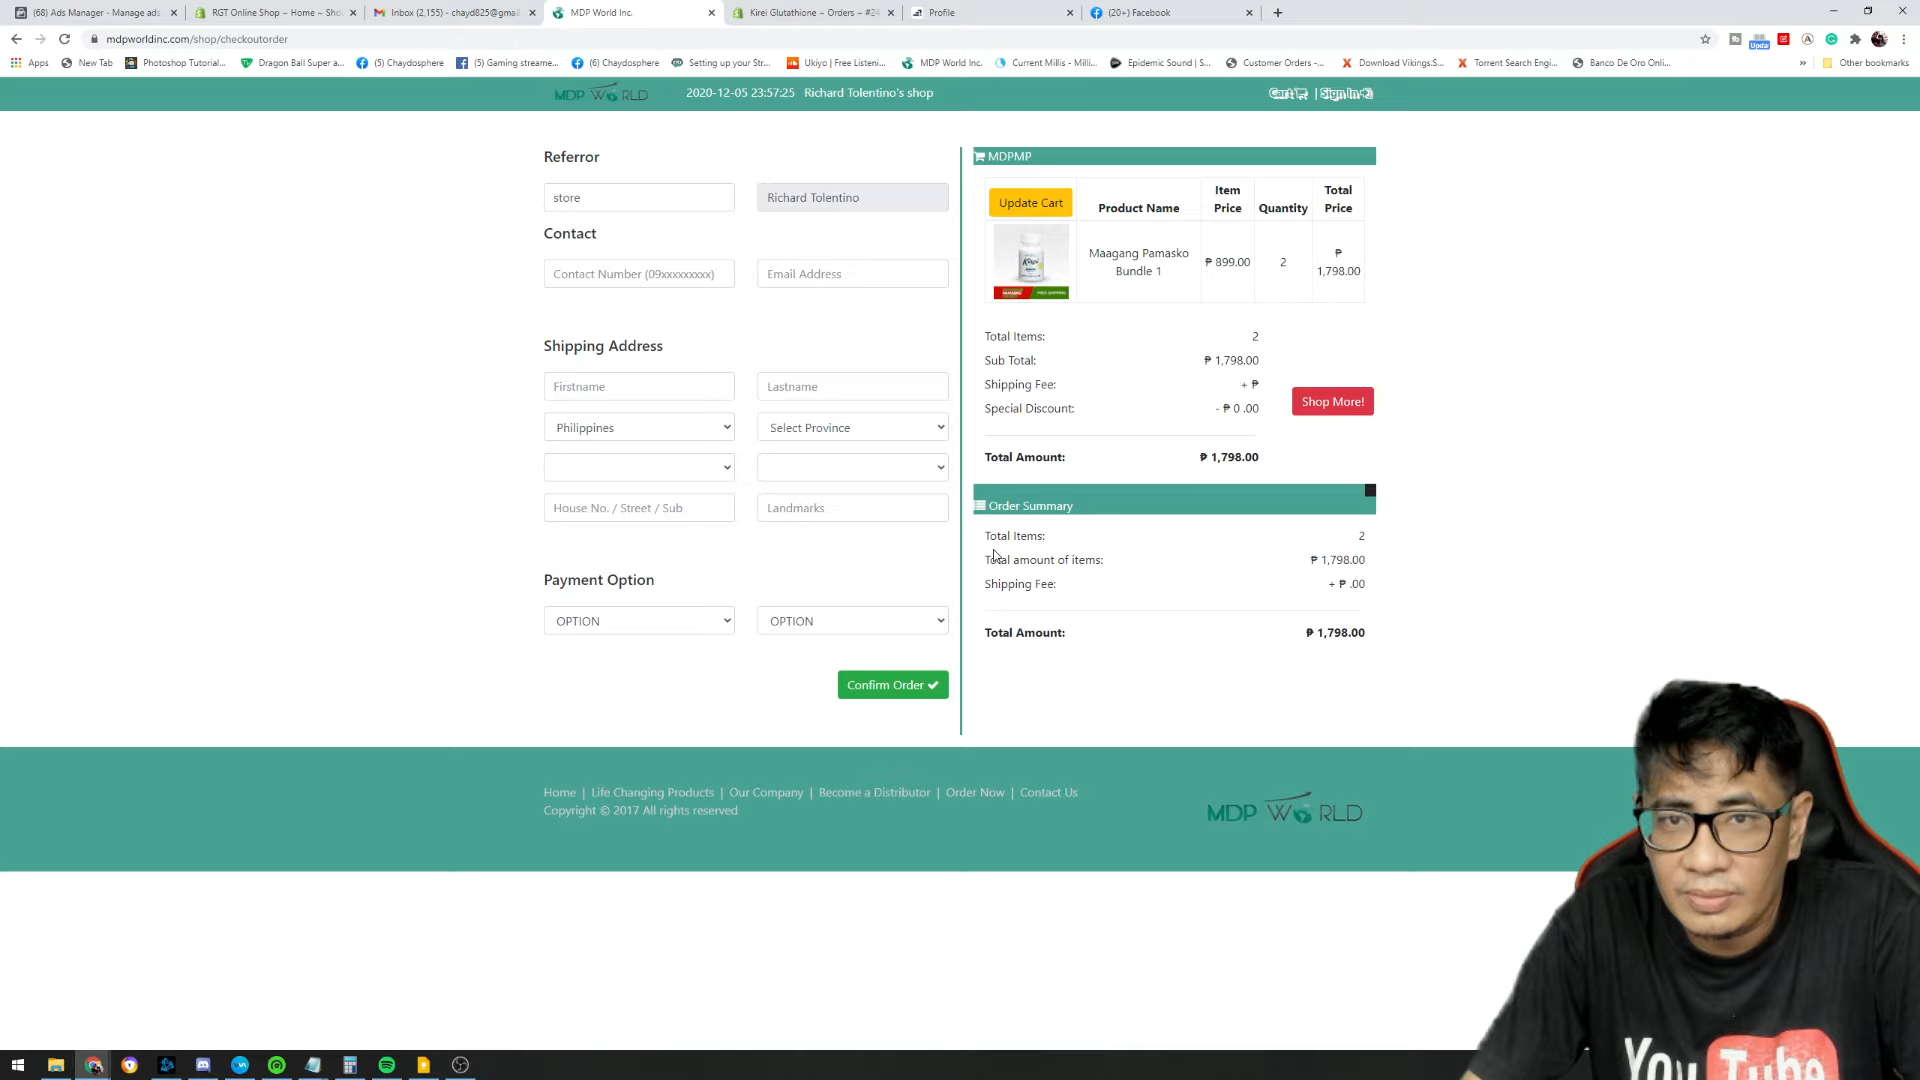 (68) Ads Manager - Manage ads
RGT Online Shop ~ Home ~ Sho
Inbox (2,155) - chayd825@gmai
MDP World Inc.
Kirei Glutathione ~ Orders ~ #24
Profile
(20+) Facebook
mdpworldinc.com/shop/checkoutorder
Apps
New Tab
Photoshop Tutorial...
Dragon Ball Super a...
(5) Chaydosphere
(5) Gaming streame...
(6) Chaydosphere
Setting up your Str...
Ukiyo | Free Listeni...
MDP World Inc.
Current Millis - Milli...
Epidemic Sound | S...
Customer Orders -...
Download Vikings.S...
Torrent Search Engi...
Banco De Oro Onli...
»
Other bookmarks
MDP WORLD
2020-12-05 23:57:25 Richard Tolentino's shop
Cart | Sign In
Referror
store
Richard Tolentino
Contact
Contact Number (09xxxxxxxxx)
Email Address
Shipping Address
Firstname
Lastname
Philippines
Select Province
House No. / Street / Sub
Landmarks
Payment Option
OPTION
OPTION
Confirm Order
MDPMP
Update Cart
Product Name
Item Price
Quantity
Total Price
Maagang Pamasko
Bundle 1
₱ 899.00
2
₱
1,798.00
Total Items: 2
Sub Total: ₱ 1,798.00
Shipping Fee: + ₱
Special Discount: - ₱ 0 .00
Shop More!
Total Amount: ₱ 1,798.00
Order Summary
Total Items: 2
Total amount of items: ₱ 1,798.00
Shipping Fee: + ₱ .00
Total Amount: ₱ 1,798.00
Home | Life Changing Products | Our Company | Become a Distributor | Order Now | Contact Us
Copyright © 2017 All rights reserved
MDP WORLD
You Tube